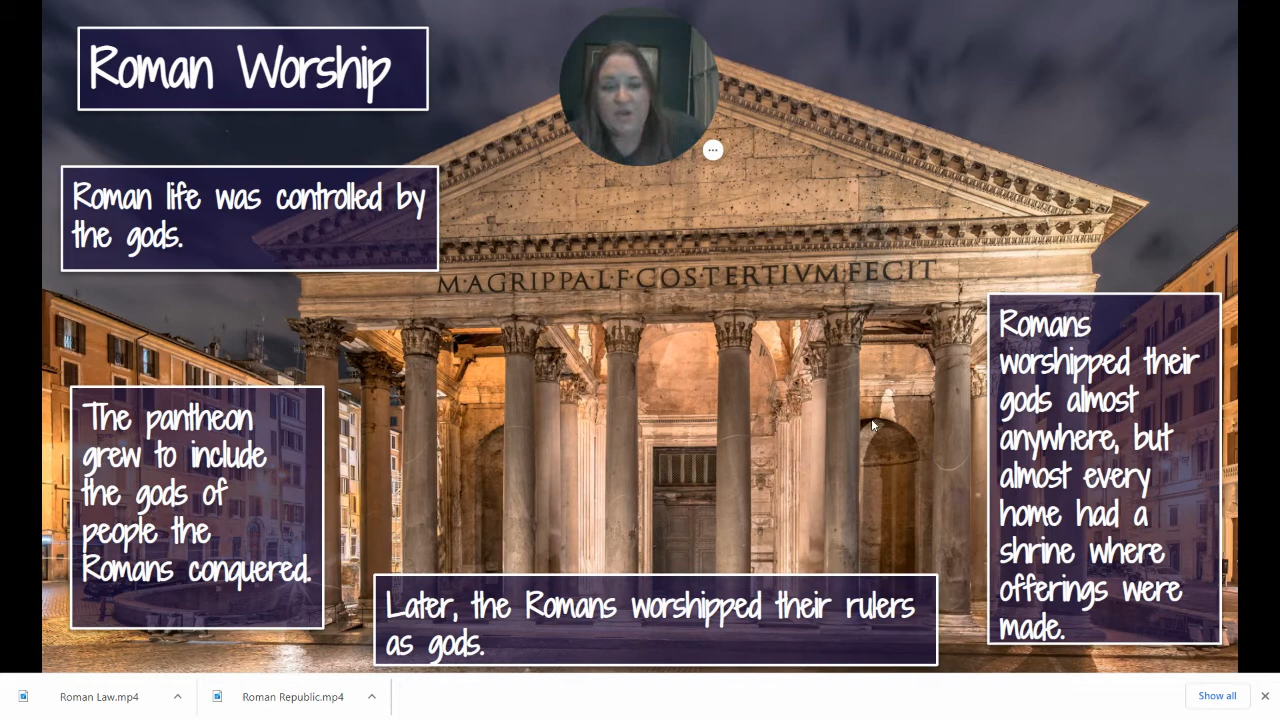 Roman Worship
Roman life was controlled by
the gods.
M·AGRIPPA·L·F·COS·TERTIVM·FECIT
The pantheon
grew to include
the gods of
people the
Romans conquered.
Romans
worshipped their
gods almost
anywhere, but
almost every
home had a
shrine where
offerings were
made.
Later, the Romans worshipped their rulers
as gods.
Roman Law.mp4
Roman Republic.mp4
Show all